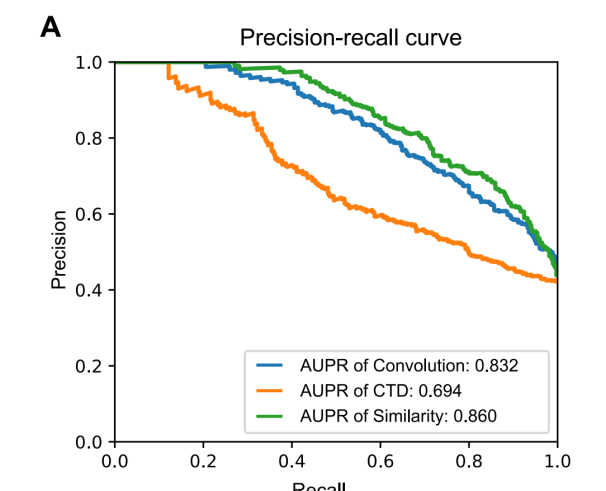 A
Precision-recall curve
1.0
0.8
0.6
0.4
0.2
0.0
Precision
AUPR of Convolution: 0.832
AUPR of CTD: 0.694
AUPR of Similarity: 0.860
0.0 0.2 0.4 0.6 0.8 1.0
Recall